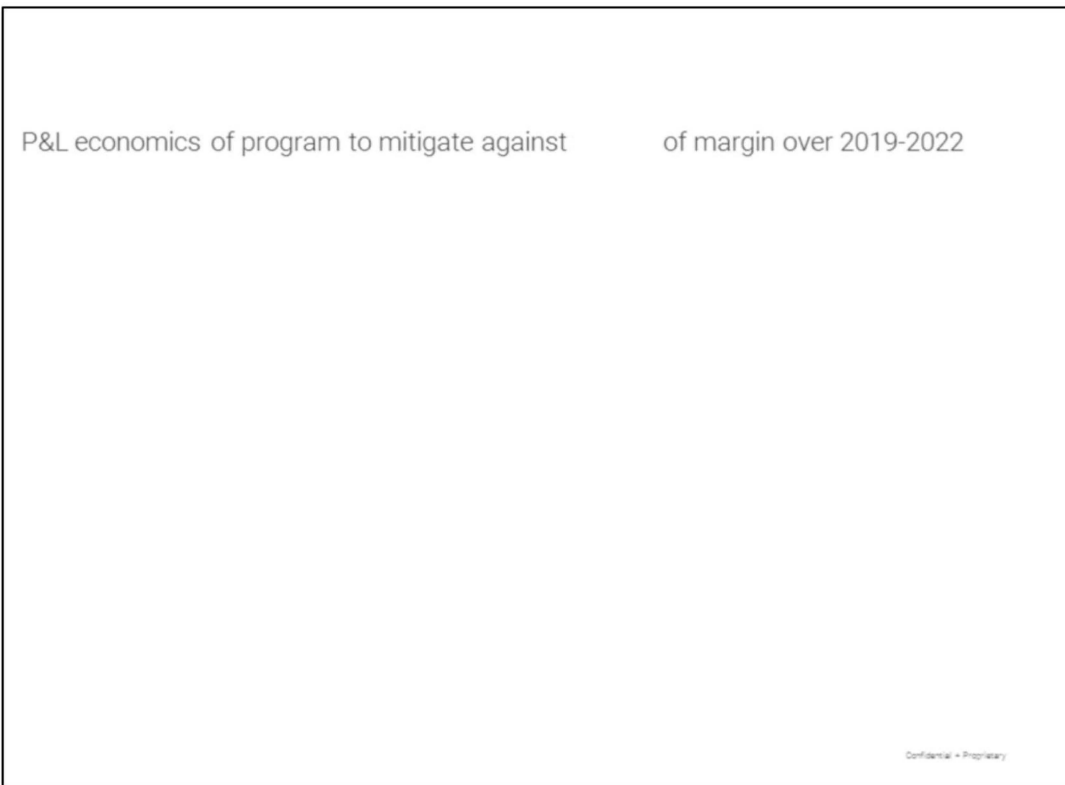 P&L economics of program to mitigate against of margin over 2019-2022
Confidential + Proprietary